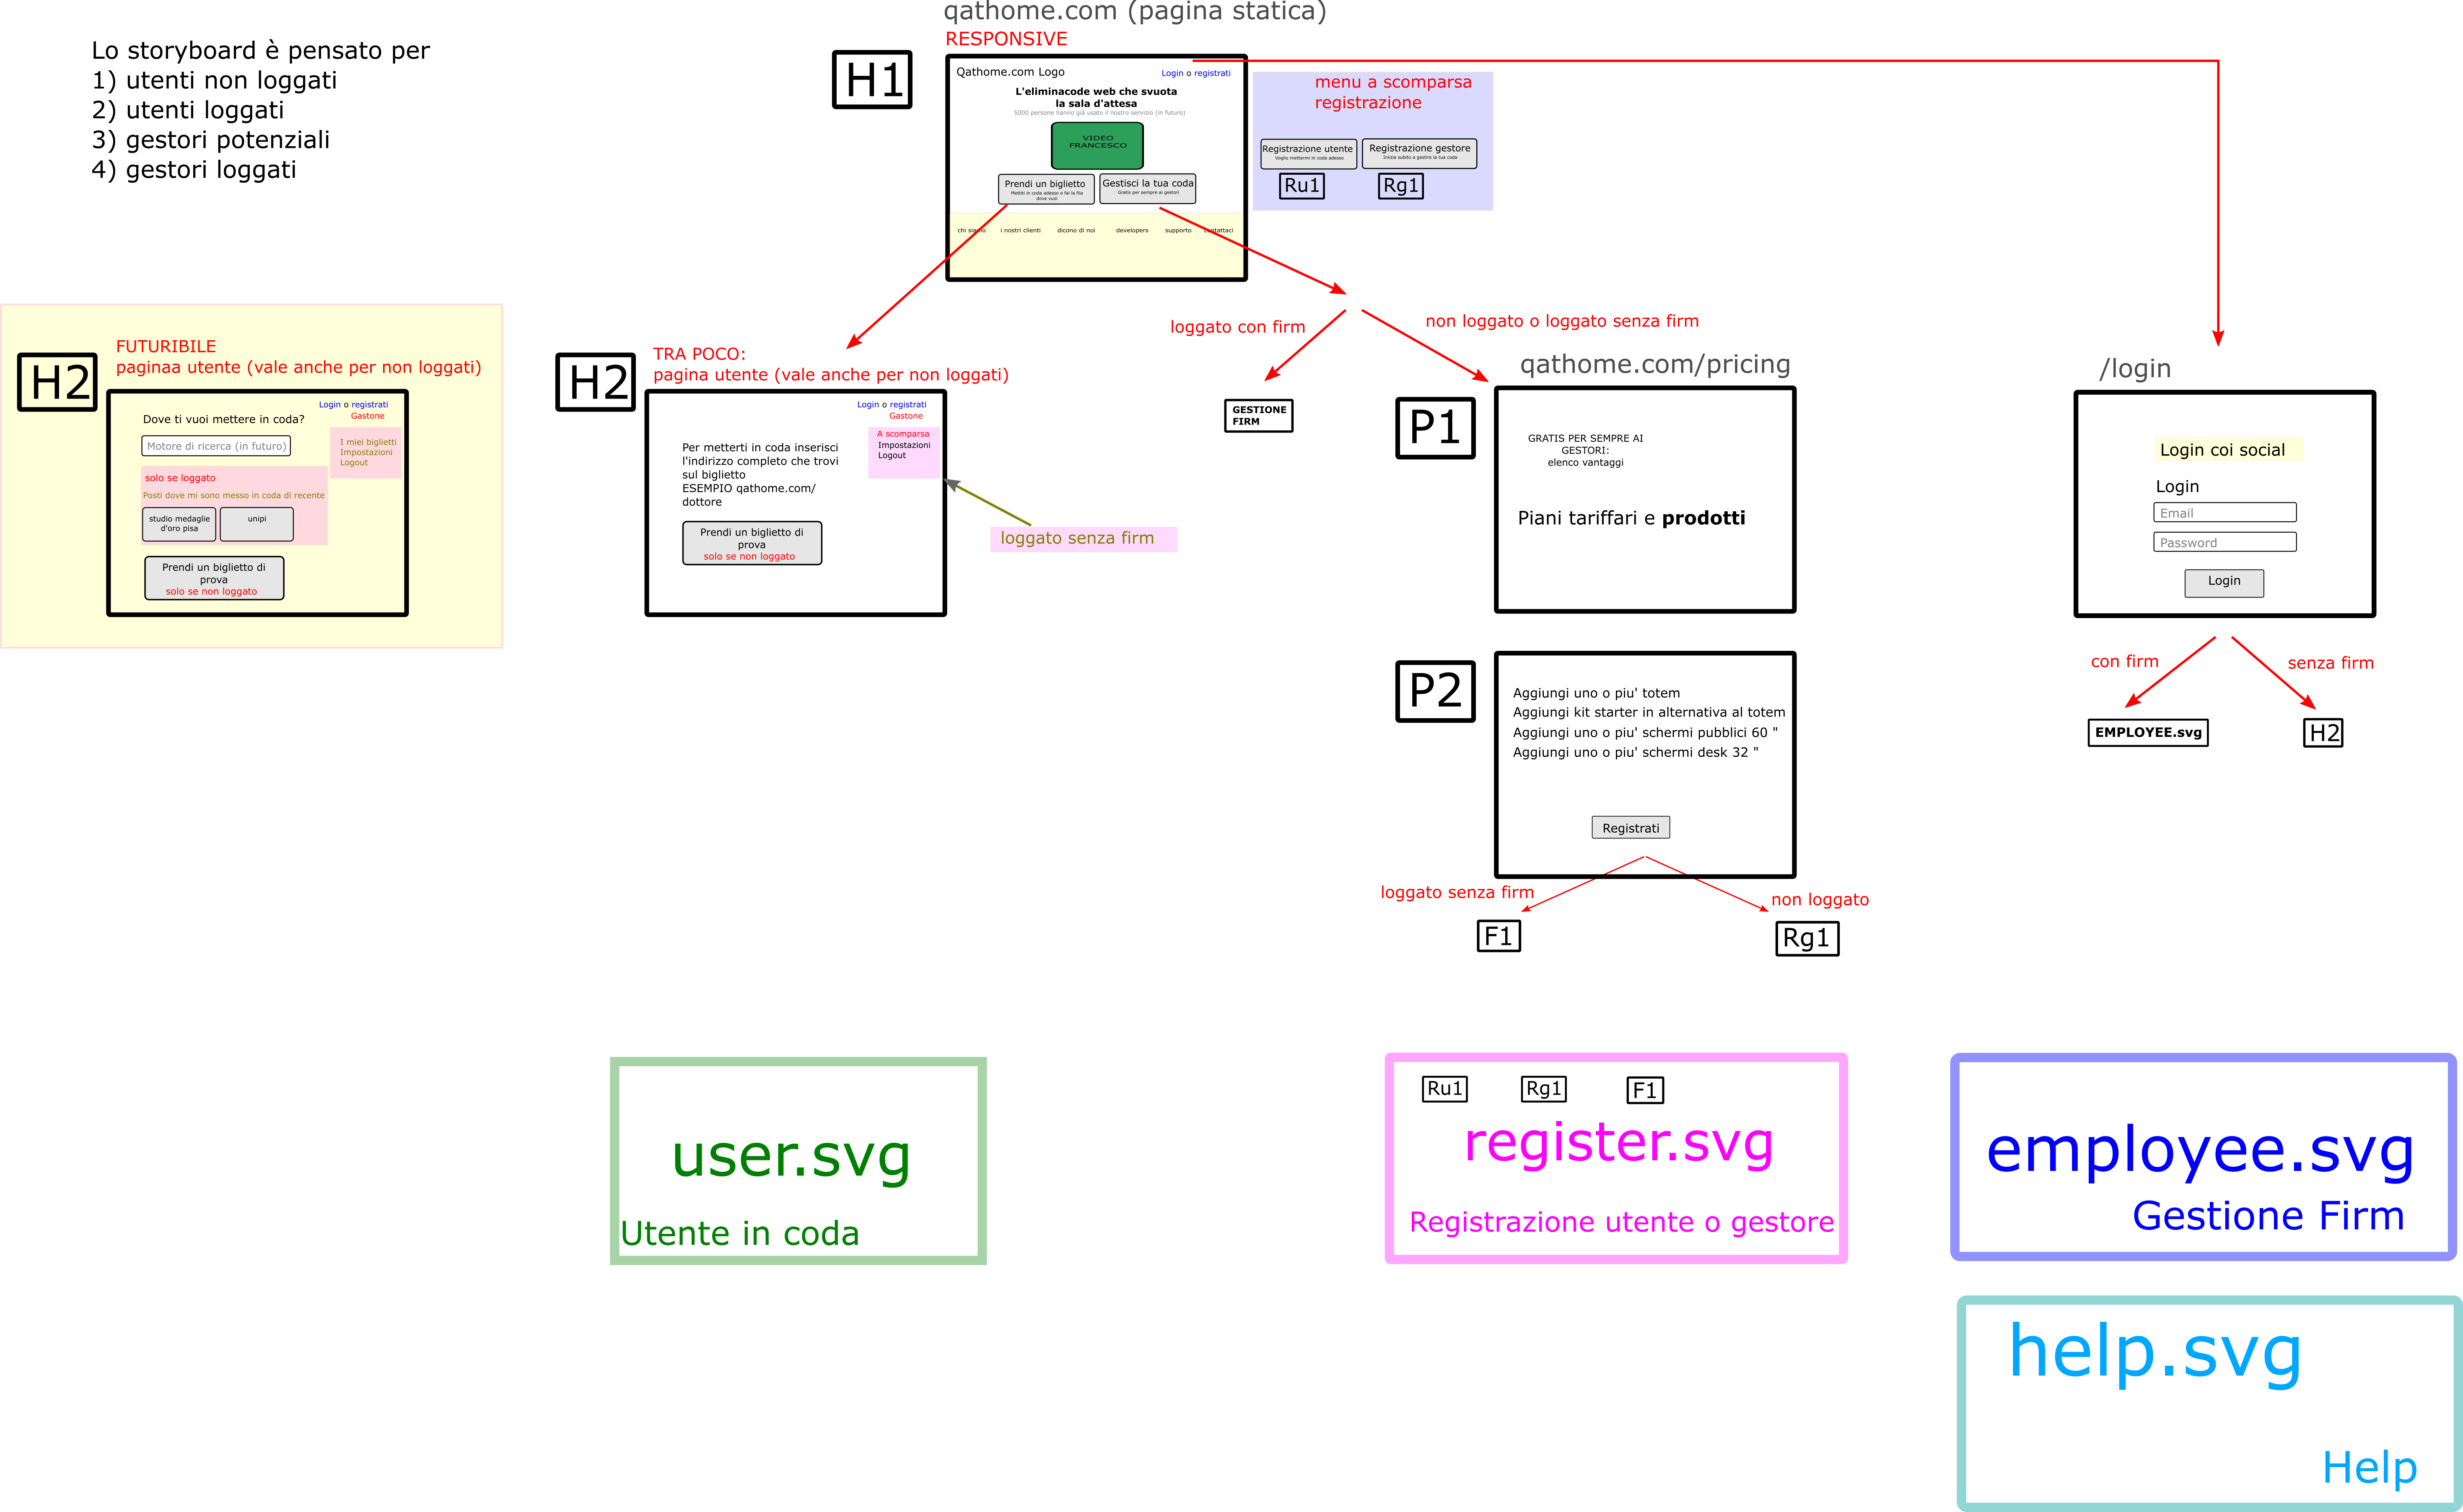 qathome.com (pagina statica)
RESPONSIVE
Lo storyboard è pensato per
1) utenti non loggati
2) utenti loggati
3) gestori potenziali
4) gestori loggati
H1
Qathome.com Logo
Login o registrati
L'eliminacode web che svuota
la sala d'attesa
5000 persone hanno già usato il nostro servizio (in futuro)
VIDEO
FRANCESCO
Prendi un biglietto
Mettiti in coda adesso e fai la fila
dove vuoi
Gestisci la tua coda
Gratis per sempre ai gestori
chi siamo
i nostri clienti
dicono di noi
developers
supporto
contattaci
menu a scomparsa
registrazione
Registrazione utente
Voglio mettermi in coda adesso
Registrazione gestore
Inizia subito a gestire la tua coda
Ru1
Rg1
H2
FUTURIBILE
paginaa utente (vale anche per non loggati)
Login o registrati
Gastone
Dove ti vuoi mettere in coda?
Motore di ricerca (in futuro)
I miei biglietti
Impostazioni
Logout
solo se loggato
Posti dove mi sono messo in coda di recente
studio medaglie
d'oro pisa
unipi
Prendi un biglietto di
prova
solo se non loggato
H2
TRA POCO:
pagina utente (vale anche per non loggati)
Login o registrati
Gastone
A scomparsa
Impostazioni
Logout
Per metterti in coda inserisci
l'indirizzo completo che trovi
sul biglietto
ESEMPIO qathome.com/
dottore
Prendi un biglietto di
prova
solo se non loggato
loggato senza firm
loggato con firm
non loggato o loggato senza firm
GESTIONE
FIRM
qathome.com/pricing
P1
GRATIS PER SEMPRE AI
GESTORI:
elenco vantaggi
Piani tariffari e prodotti
P2
Aggiungi uno o piu' totem
Aggiungi kit starter in alternativa al totem
Aggiungi uno o piu' schermi pubblici 60 "
Aggiungi uno o piu' schermi desk 32 "
Registrati
loggato senza firm
non loggato
F1
Rg1
/login
Login coi social
Login
Email
Password
Login
con firm
senza firm
EMPLOYEE.svg
H2
user.svg
Utente in coda
Ru1
Rg1
F1
register.svg
Registrazione utente o gestore
employee.svg
Gestione Firm
help.svg
Help